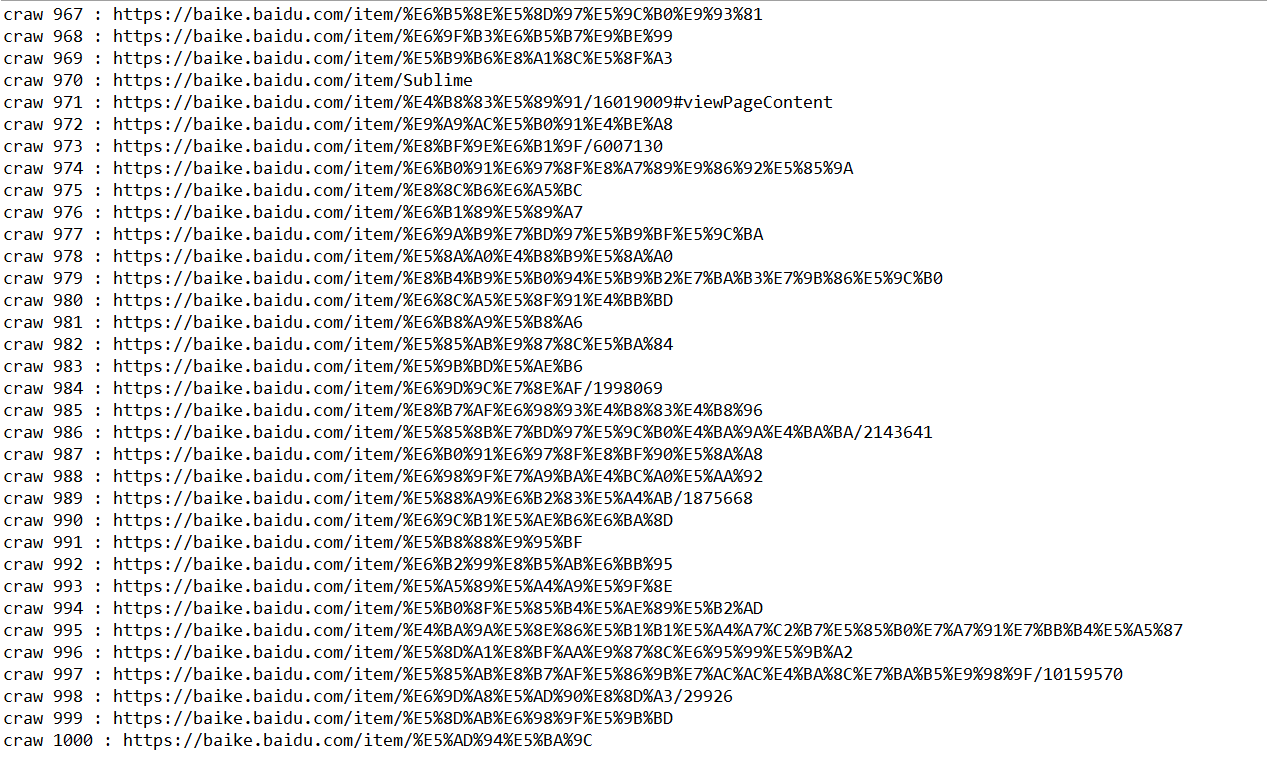 craw 967 : https://baike.baidu.com/item/%E6%B5%8E%E5%8D%97%E5%9C%B0%E9%93%81
craw 968 : https://baike.baidu.com/item/%E6%9F%B3%E6%B5%B7%E9%BE%99
craw 969 : https://baike.baidu.com/item/%E5%B9%B6%E8%A1%8C%E5%8F%A3
craw 970 : https://baike.baidu.com/item/Sublime
craw 971 : https://baike.baidu.com/item/%E4%B8%83%E5%89%91/16019009#viewPageContent
craw 972 : https://baike.baidu.com/item/%E9%A9%AC%E5%B0%91%E4%BE%A8
craw 973 : https://baike.baidu.com/item/%E8%BF%9E%E6%B1%9F/6007130
craw 974 : https://baike.baidu.com/item/%E6%B0%91%E6%97%8F%E8%A7%89%E9%86%92%E5%85%9A
craw 975 : https://baike.baidu.com/item/%E8%8C%B6%E6%A5%BC
craw 976 : https://baike.baidu.com/item/%E6%B1%89%E5%89%A7
craw 977 : https://baike.baidu.com/item/%E6%9A%B9%E7%BD%97%E5%B9%BF%E5%9C%BA
craw 978 : https://baike.baidu.com/item/%E5%8A%A0%E4%B8%B9%E5%8A%A0
craw 979 : https://baike.baidu.com/item/%E8%B4%B9%E5%B0%94%E5%B9%B2%E7%BA%B3%E7%9B%86%E5%9C%B0
craw 980 : https://baike.baidu.com/item/%E6%8C%A5%E5%8F%91%E4%BB%BD
craw 981 : https://baike.baidu.com/item/%E6%B8%A9%E5%B8%A6
craw 982 : https://baike.baidu.com/item/%E5%85%AB%E9%87%8C%E5%BA%84
craw 983 : https://baike.baidu.com/item/%E5%9B%BD%E5%AE%B6
craw 984 : https://baike.baidu.com/item/%E6%9D%9C%E7%8E%AF/1998069
craw 985 : https://baike.baidu.com/item/%E8%B7%AF%E6%98%93%E4%B8%83%E4%B8%96
craw 986 : https://baike.baidu.com/item/%E5%85%8B%E7%BD%97%E5%9C%B0%E4%BA%9A%E4%BA%BA/2143641
craw 987 : https://baike.baidu.com/item/%E6%B0%91%E6%97%8F%E8%BF%90%E5%8A%A8
craw 988 : https://baike.baidu.com/item/%E6%98%9F%E7%A9%BA%E4%BC%A0%E5%AA%92
craw 989 : https://baike.baidu.com/item/%E5%88%A9%E6%B2%83%E5%A4%AB/1875668
craw 990 : https://baike.baidu.com/item/%E6%9C%B1%E5%AE%B6%E6%BA%8D
craw 991 : https://baike.baidu.com/item/%E5%B8%88%E9%95%BF
craw 992 : https://baike.baidu.com/item/%E6%B2%99%E8%B5%AB%E6%BB%95
craw 993 : https://baike.baidu.com/item/%E5%A5%89%E5%A4%A9%E5%9F%8E
craw 994 : https://baike.baidu.com/item/%E5%B0%8F%E5%85%B4%E5%AE%89%E5%B2%AD
craw 995 : https://baike.baidu.com/item/%E4%BA%9A%E5%8E%86%E5%B1%B1%E5%A4%A7%C2%B7%E5%85%B0%E7%A7%91%E7%BB%B4%E5%A5%87
craw 996 : https://baike.baidu.com/item/%E5%8D%A1%E8%BF%AA%E9%87%8C%E6%95%99%E5%9B%A2
craw 997 : https://baike.baidu.com/item/%E5%85%AB%E8%B7%AF%E5%86%9B%E7%AC%AC%E4%BA%8C%E7%BA%B5%E9%98%9F/10159570
craw 998 : https://baike.baidu.com/item/%E6%9D%A8%E5%AD%90%E8%8D%A3/29926
craw 999 : https://baike.baidu.com/item/%E5%8D%AB%E6%98%9F%E5%9B%BD
craw 1000 : https://baike.baidu.com/item/%E5%AD%94%E5%BA%9C